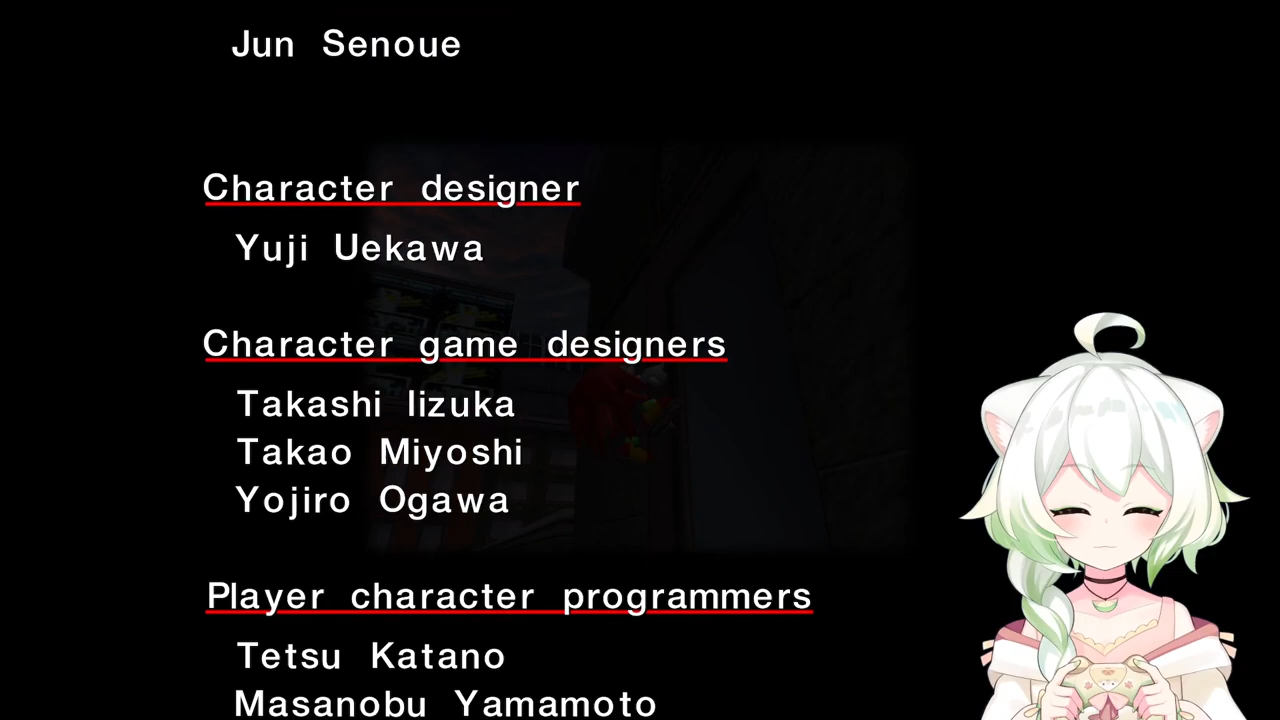 Jun Senoue
Character designer
Yuji Uekawa
Character game designers
Takashi Iizuka
Takao Miyoshi
Yojiro Ogawa
Player character programmers
Tetsu Katano
Masanobu Yamamoto